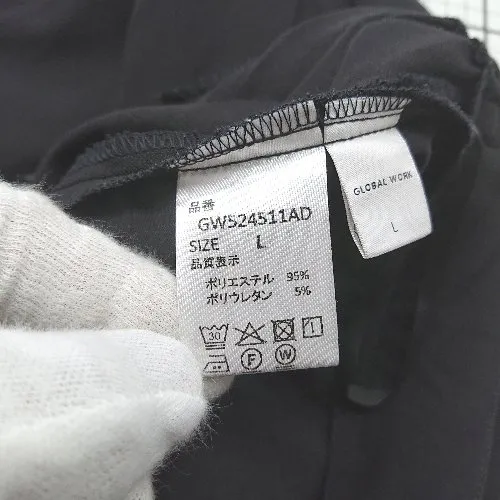 品番
GW524511AD
SIZE L
品質表示
ポリエステル 95%
ポリウレタン 5%
30
F W
GLOBAL WORK
L